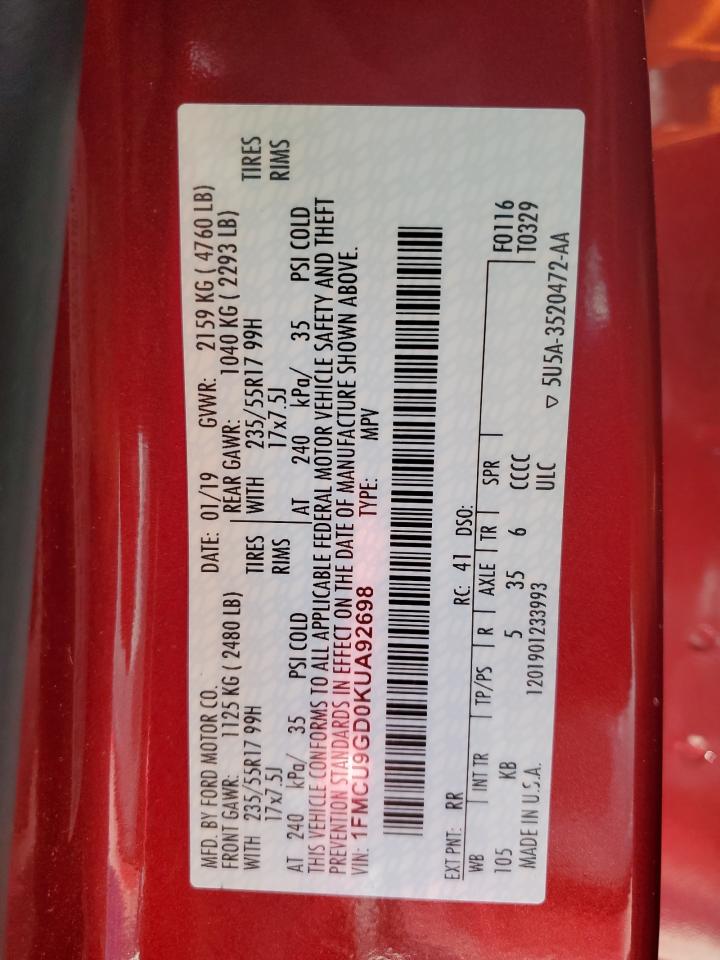 MFD. BY FORD MOTOR CO.
DATE: 01/19 GVWR: 2159 KG ( 4760 LB)
FRONT GAWR: 1125 KG ( 2480 LB) REAR GAWR: 1040 KG ( 2293 LB)
WITH 235/55R17 99H TIRES WITH 235/55R17 99H TIRES
17x7.5J RIMS 17x7.5J RIMS
AT 240 kPa/ 35 PSI COLD AT 240 kPa/ 35 PSI COLD
THIS VEHICLE CONFORMS TO ALL APPLICABLE FEDERAL MOTOR VEHICLE SAFETY AND THEFT
PREVENTION STANDARDS IN EFFECT ON THE DATE OF MANUFACTURE SHOWN ABOVE.
VIN: 1FMCU9GD0KUA92698 TYPE: MPV
EXT PNT: RR RC: 41 DSO:
WB INT TR TP/PS R AXLE TR SPR F0116
T0329
105 KB 5 35 6 CCCC
MADE IN U.S.A. 1201901233993 ULC
▽ 5U5A-3520472-AA